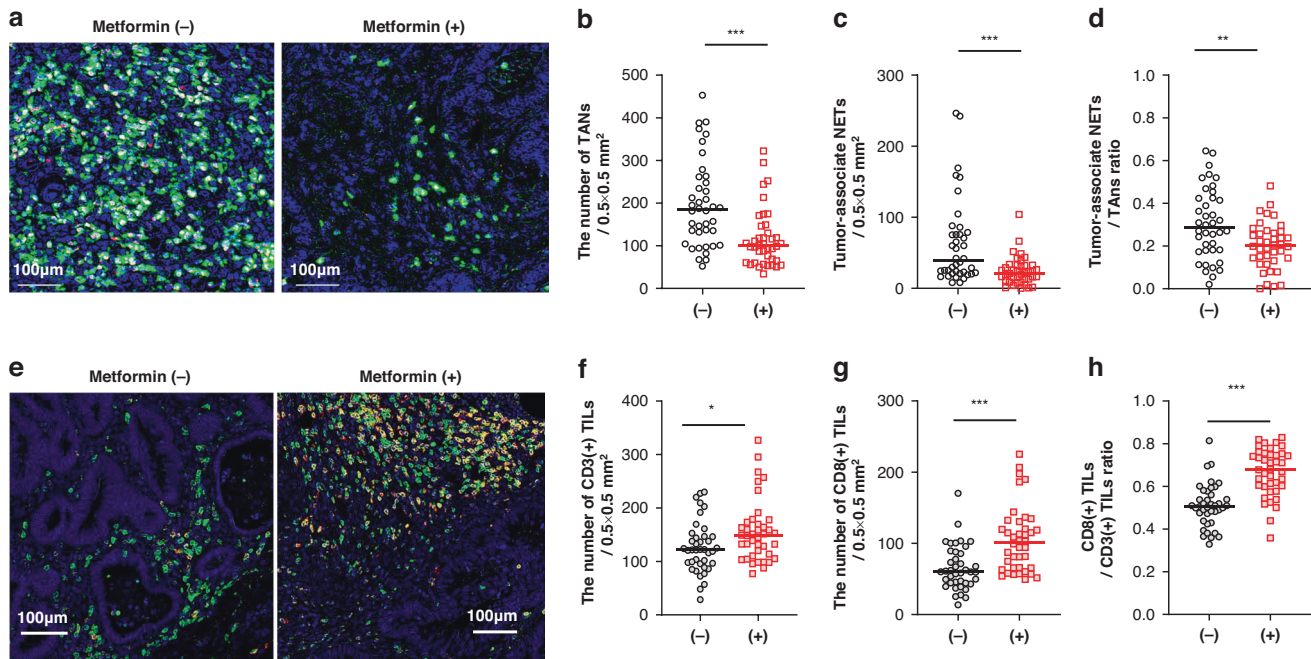 a
Metformin (–)
Metformin (+)
100μm
100μm
b
***
The number of TANs
/ 0.5×0.5 mm²
500
400
300
200
100
0
(–)
(+)
c
***
Tumor-associate NETs
/ 0.5×0.5 mm²
300
200
100
0
(–)
(+)
d
**
Tumor-associate NETs
/ TAns ratio
1.0
0.8
0.6
0.4
0.2
0.0
(–)
(+)
e
Metformin (–)
Metformin (+)
100μm
100μm
f
*
The number of CD3(+) TILs
/ 0.5×0.5 mm²
400
300
200
100
0
(–)
(+)
g
***
The number of CD8(+) TILs
/ 0.5×0.5 mm²
300
200
100
0
(–)
(+)
h
***
CD8(+) TILs
/ CD3(+) TILs ratio
1.0
0.8
0.6
0.4
0.2
0.0
(–)
(+)